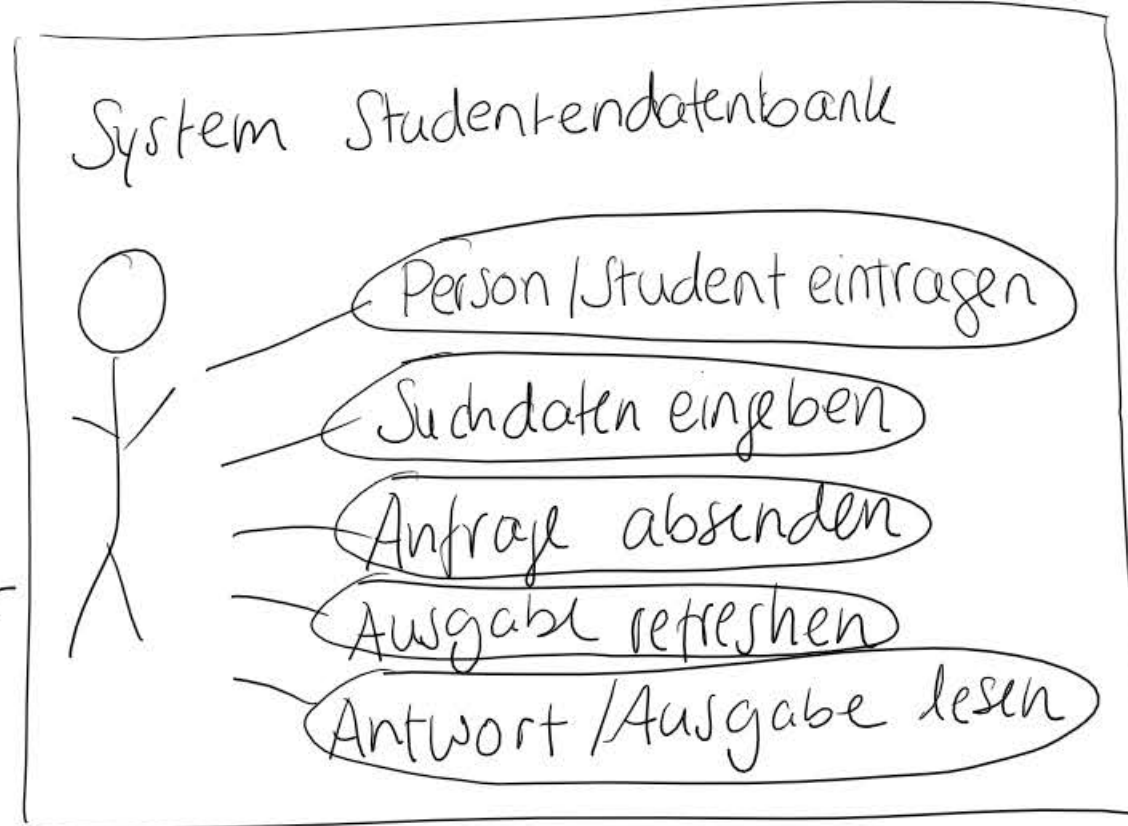 System Studentendatenbank
Person/Student eintragen
Suchdaten eingeben
Anfrage absenden
Ausgabe refreshen
Antwort/Ausgabe lesen